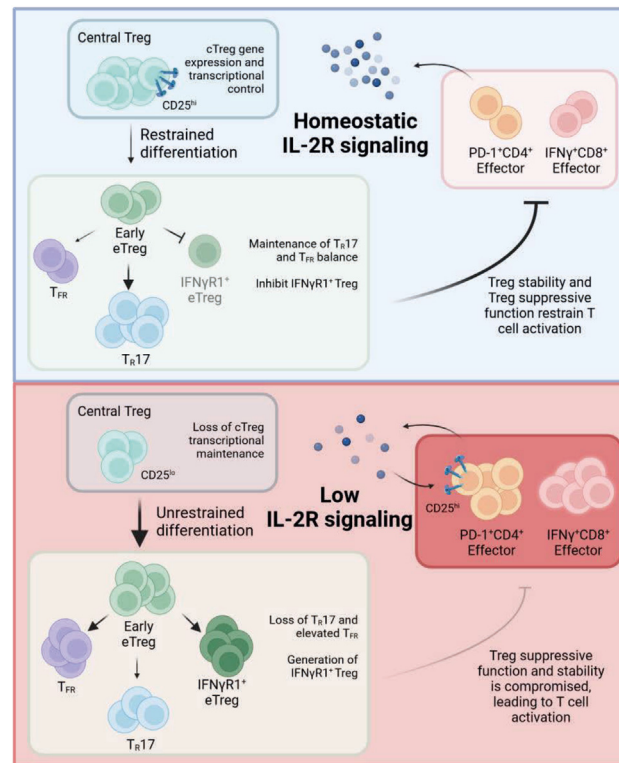 Central Treg
cTreg gene
expression and
transcriptional
control
CD25hi
Restrained
differentiation
Homeostatic
IL-2R signaling
PD-1+CD4+
Effector
IFNγ+CD8+
Effector
Early
eTreg
TFR
IFNγR1+
eTreg
TR17
Maintenance of TR17
and TFR balance
Inhibit IFNγR1+ Treg
Treg stability and
Treg suppressive
function restrain T
cell activation
Central Treg
Loss of cTreg
transcriptional
maintenance
CD25lo
Unrestrained
differentiation
Low
IL-2R signaling
CD25hi
PD-1+CD4+
Effector
IFNγ+CD8+
Effector
Early
eTreg
TFR
IFNγR1+
eTreg
TR17
Loss of TR17 and
elevated TFR
Generation of
IFNγR1+ Treg
Treg suppressive
function and stability
is compromised,
leading to T cell
activation